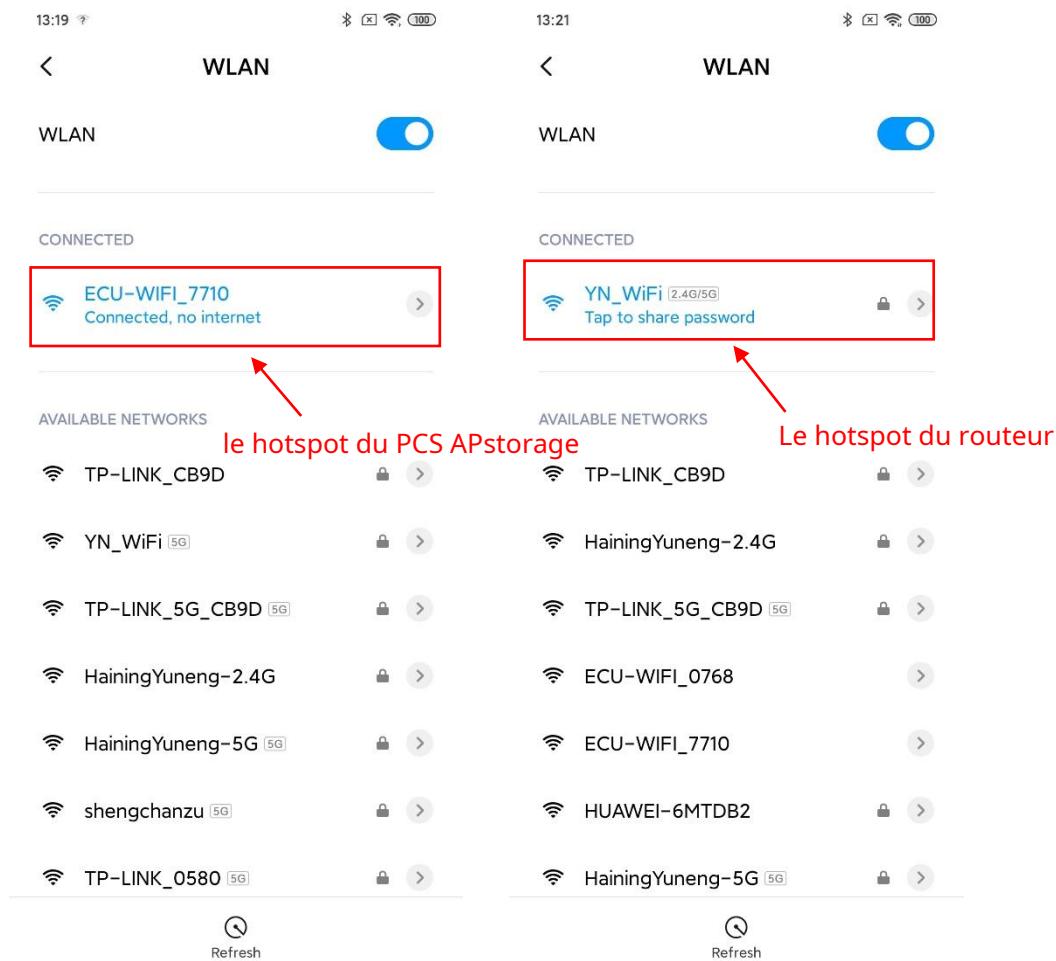 13:19
100
WLAN
WLAN
CONNECTED
ECU-WIFI_7710
Connected, no internet
le hotspot du PCS APstorage
AVAILABLE NETWORKS
TP-LINK_CB9D
YN_WiFi 5G
TP-LINK_5G_CB9D 5G
HainingYuneng-2.4G
HainingYuneng-5G 5G
shengchanzu 5G
TP-LINK_0580 5G
Refresh
13:21
100
WLAN
WLAN
CONNECTED
YN_WiFi 2.4G/5G
Tap to share password
Le hotspot du routeur
AVAILABLE NETWORKS
TP-LINK_CB9D
HainingYuneng-2.4G
TP-LINK_5G_CB9D 5G
ECU-WIFI_0768
ECU-WIFI_7710
HUAWEI-6MTDB2
HainingYuneng-5G 5G
Refresh